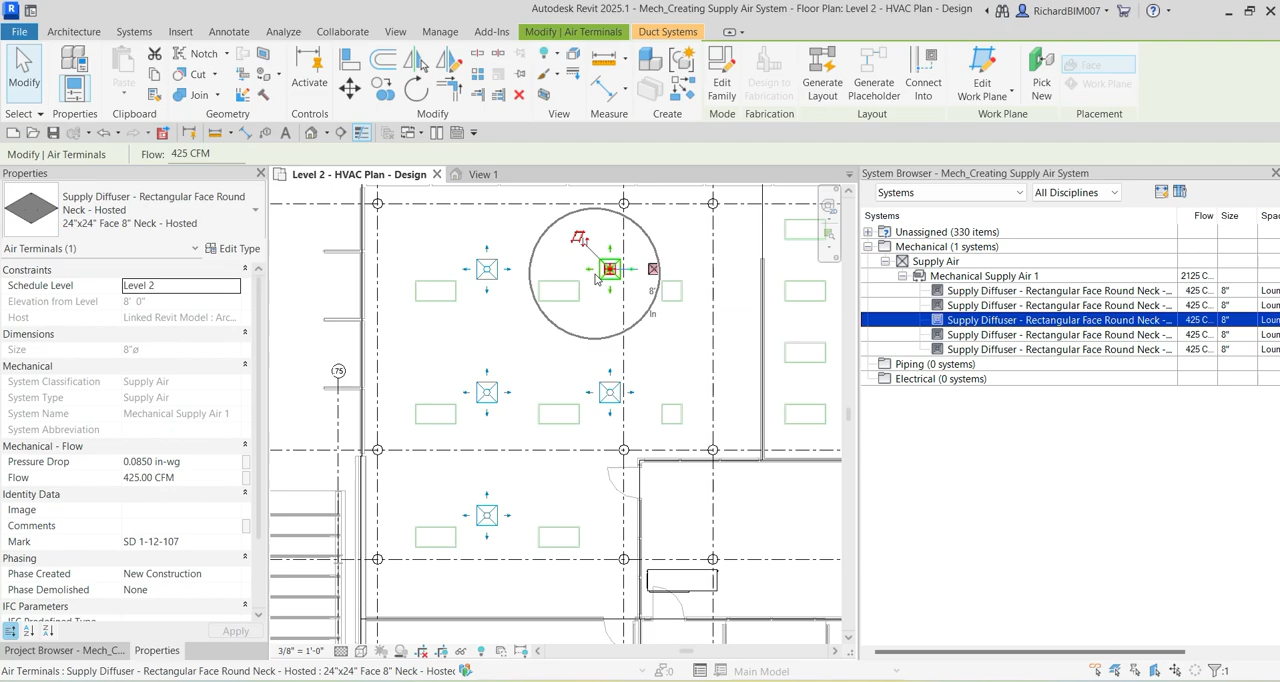 R
Autodesk Revit 2025.1 - Mech_Creating Supply Air System - Floor Plan: Level 2 - HVAC Plan - Design
RichardBIM007
File Architecture Systems Insert Annotate Analyze Collaborate View Manage Add-Ins Modify | Air Terminals Duct Systems
Notch
Cut
Join
Modify
Paste
Activate
Edit
Family
Design to
Fabrication
Generate
Layout
Generate
Placeholder
Connect
Into
Edit
Work Plane
Pick
New
Face
Work Plane
Select Properties Clipboard Geometry Controls Modify View Measure Create Mode Fabrication Layout Work Plane Placement
Modify | Air Terminals Flow: 425 CFM
Properties
Level 2 - HVAC Plan - Design View 1
Supply Diffuser - Rectangular Face Round
Neck - Hosted
24"x24" Face 8" Neck - Hosted
Air Terminals (1) Edit Type
Constraints
Schedule Level Level 2
Elevation from Level 8' 0"
Host Linked Revit Model : Arc...
Dimensions
Size 8"ø
Mechanical
System Classification Supply Air
System Type Supply Air
System Name Mechanical Supply Air 1
System Abbreviation
Mechanical - Flow
Pressure Drop 0.0850 in-wg
Flow 425.00 CFM
Identity Data
Image
Comments
Mark SD 1-12-107
Phasing
Phase Created New Construction
Phase Demolished None
IFC Parameters
Apply
Project Browser - Mech_C... Properties
8"
In
.75
3/8" = 1'-0"
System Browser - Mech_Creating Supply Air System
Systems All Disciplines
Systems Flow Size Spa
Unassigned (330 items)
Mechanical (1 systems)
Supply Air
Mechanical Supply Air 1 2125 C...
Supply Diffuser - Rectangular Face Round Neck -... 425 C... 8" Loun
Supply Diffuser - Rectangular Face Round Neck -... 425 C... 8" Loun
Supply Diffuser - Rectangular Face Round Neck -... 425 C... 8" Loun
Supply Diffuser - Rectangular Face Round Neck -... 425 C... 8" Loun
Supply Diffuser - Rectangular Face Round Neck -... 425 C... 8" Loun
Piping (0 systems)
Electrical (0 systems)
Air Terminals : Supply Diffuser - Rectangular Face Round Neck - Hosted : 24"x24" Face 8" Neck - Hosted :0 Main Model :1